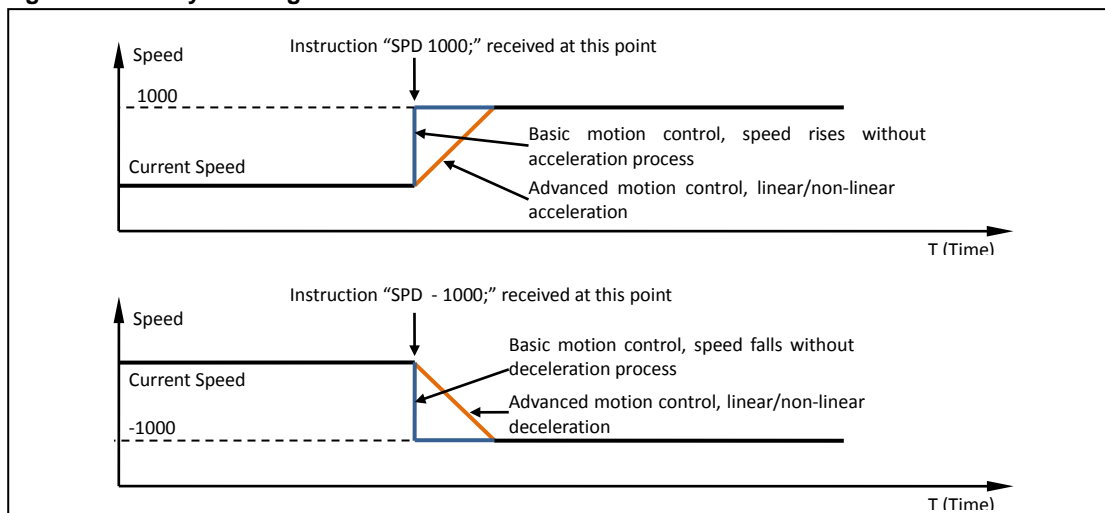 Speed
Instruction “SPD 1000;” received at this point
1000
Basic motion control, speed rises without
acceleration process
Current Speed
Advanced motion control, linear/non-linear
acceleration
T (Time)
Instruction “SPD - 1000;” received at this point
Speed
Basic motion control, speed falls without
deceleration process
Current Speed
Advanced motion control, linear/non-linear
deceleration
-1000
T (Time)